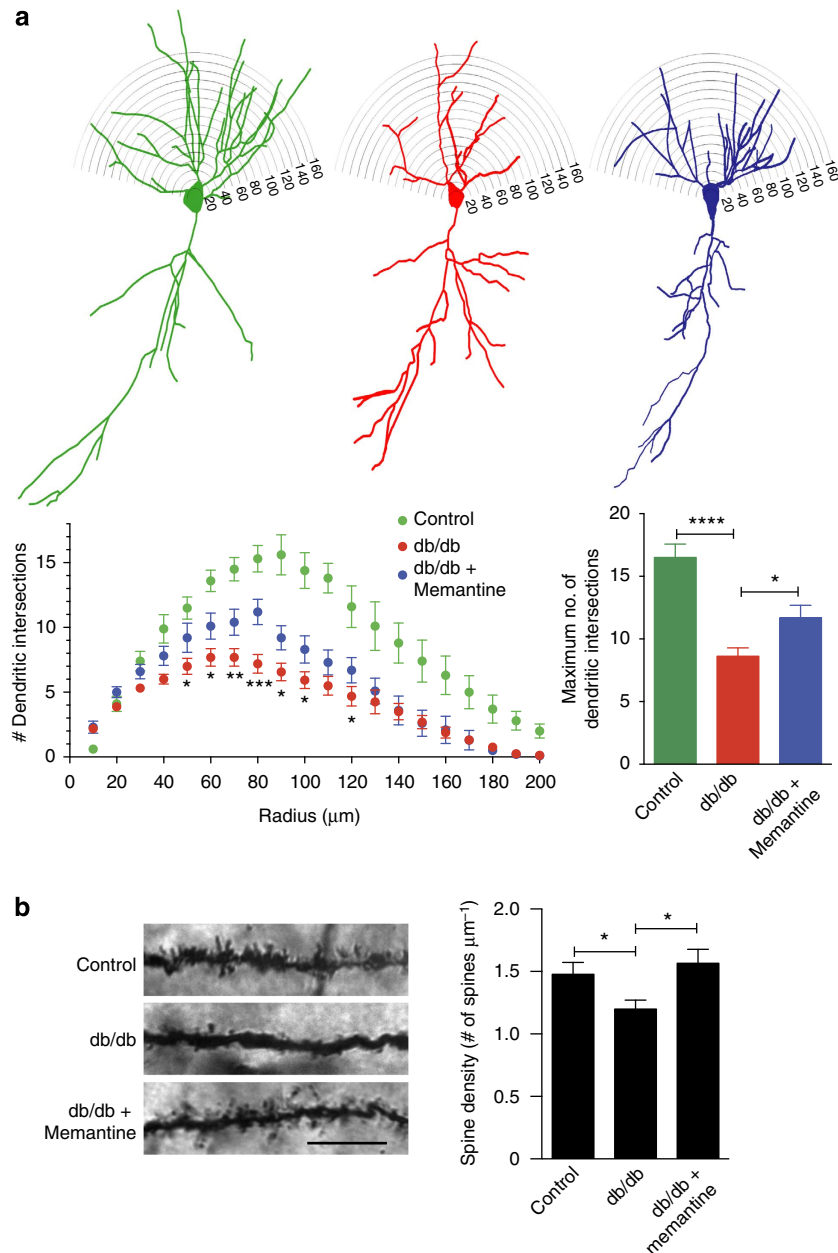 a
20 40 60 80 100 120 140 160
20 40 60 80 100 120 140 160
20 40 60 80 100 120 140 160
# Dendritic intersections
15
10
5
0
0 20 40 60 80 100 120 140 160 180 200
Radius (μm)
Control
db/db
db/db +
Memantine
* * ** *** * * *
Maximum no. of
dendritic intersections
20
15
10
5
0
****
*
Control
db/db
db/db +
Memantine
b
Control
db/db
db/db +
Memantine
Spine density (# of spines μm⁻¹)
2.0
1.5
1.0
0.5
0
*
*
Control
db/db
db/db +
memantine